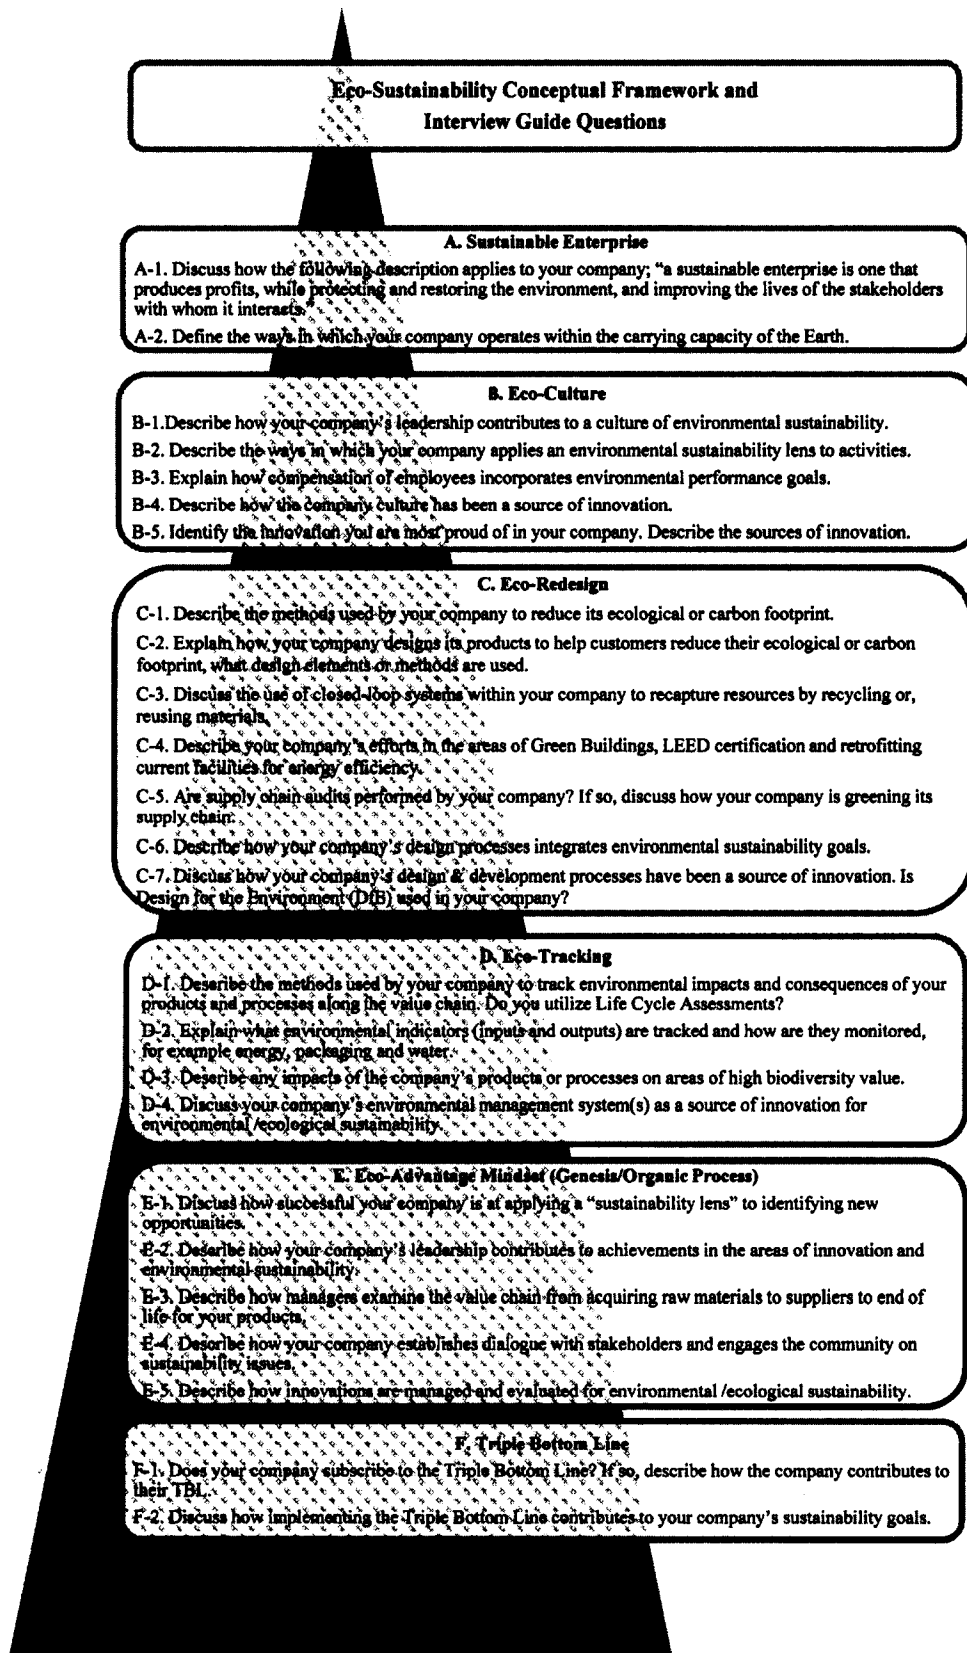 Eco-Sustainability Conceptual Framework and
Interview Guide Questions
A. Sustainable Enterprise
A-1. Discuss how the following description applies to your company; “a sustainable enterprise is one that
produces profits, while protecting and restoring the environment, and improving the lives of the stakeholders
with whom it interacts.”
A-2. Define the ways in which your company operates within the carrying capacity of the Earth.
B. Eco-Culture
B-1.Describe how your company’s leadership contributes to a culture of environmental sustainability.
B-2. Describe the ways in which your company applies an environmental sustainability lens to activities.
B-3. Explain how compensation of employees incorporates environmental performance goals.
B-4. Describe how the company culture has been a source of innovation.
B-5. Identify the innovation you are most proud of in your company. Describe the sources of innovation.
C. Eco-Redesign
C-1. Describe the methods used by your company to reduce its ecological or carbon footprint.
C-2. Explain how your company designs its products to help customers reduce their ecological or carbon
footprint, what design elements or methods are used.
C-3. Discuss the use of closed-loop systems within your company to recapture resources by recycling or,
reusing materials.
C-4. Describe your company’s efforts in the areas of Green Buildings, LEED certification and retrofitting
current facilities for energy efficiency.
C-5. Are supply chain audits performed by your company? If so, discuss how your company is greening its
supply chain.
C-6. Describe how your company’s design processes integrates environmental sustainability goals.
C-7. Discuss how your company’s design & development processes have been a source of innovation. Is
Design for the Environment (DfE) used in your company?
D. Eco-Tracking
D-1. Describe the methods used by your company to track environmental impacts and consequences of your
products and processes along the value chain. Do you utilize Life Cycle Assessments?
D-2. Explain what environmental indicators (inputs and outputs) are tracked and how are they monitored,
for example energy, packaging and water.
D-3. Describe any impacts of the company’s products or processes on areas of high biodiversity value.
D-4. Discuss your company’s environmental management system(s) as a source of innovation for
environmental /ecological sustainability.
E. Eco-Advantage Mindset (Genesis/Organic Process)
E-1. Discuss how successful your company is at applying a “sustainability lens” to identifying new
opportunities.
E-2. Describe how your company’s leadership contributes to achievements in the areas of innovation and
environmental sustainability.
E-3. Describe how managers examine the value chain from acquiring raw materials to suppliers to end of
life for your products.
E-4. Describe how your company establishes dialogue with stakeholders and engages the community on
sustainability issues.
E-5. Describe how innovations are managed and evaluated for environmental /ecological sustainability.
F. Triple Bottom Line
F-1. Does your company subscribe to the Triple Bottom Line? If so, describe how the company contributes to
their TBL.
F-2. Discuss how implementing the Triple Bottom Line contributes to your company’s sustainability goals.